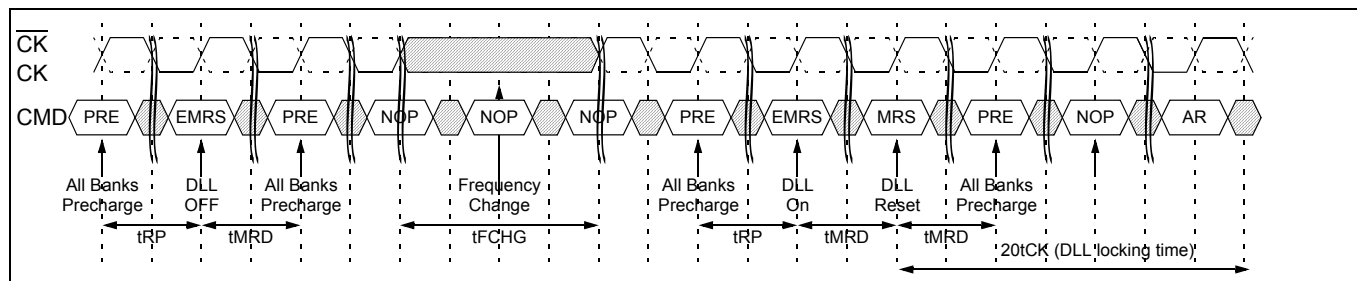 CK
CK
CMD PRE EMRS PRE NOP NOP NOP PRE EMRS MRS PRE NOP AR
All Banks Precharge
DLL OFF
All Banks Precharge
Frequency Change
All Banks Precharge
DLL On
DLL Reset
All Banks Precharge
tRP tMRD tFCHG tRP tMRD tMRD
20tCK (DLL locking time)